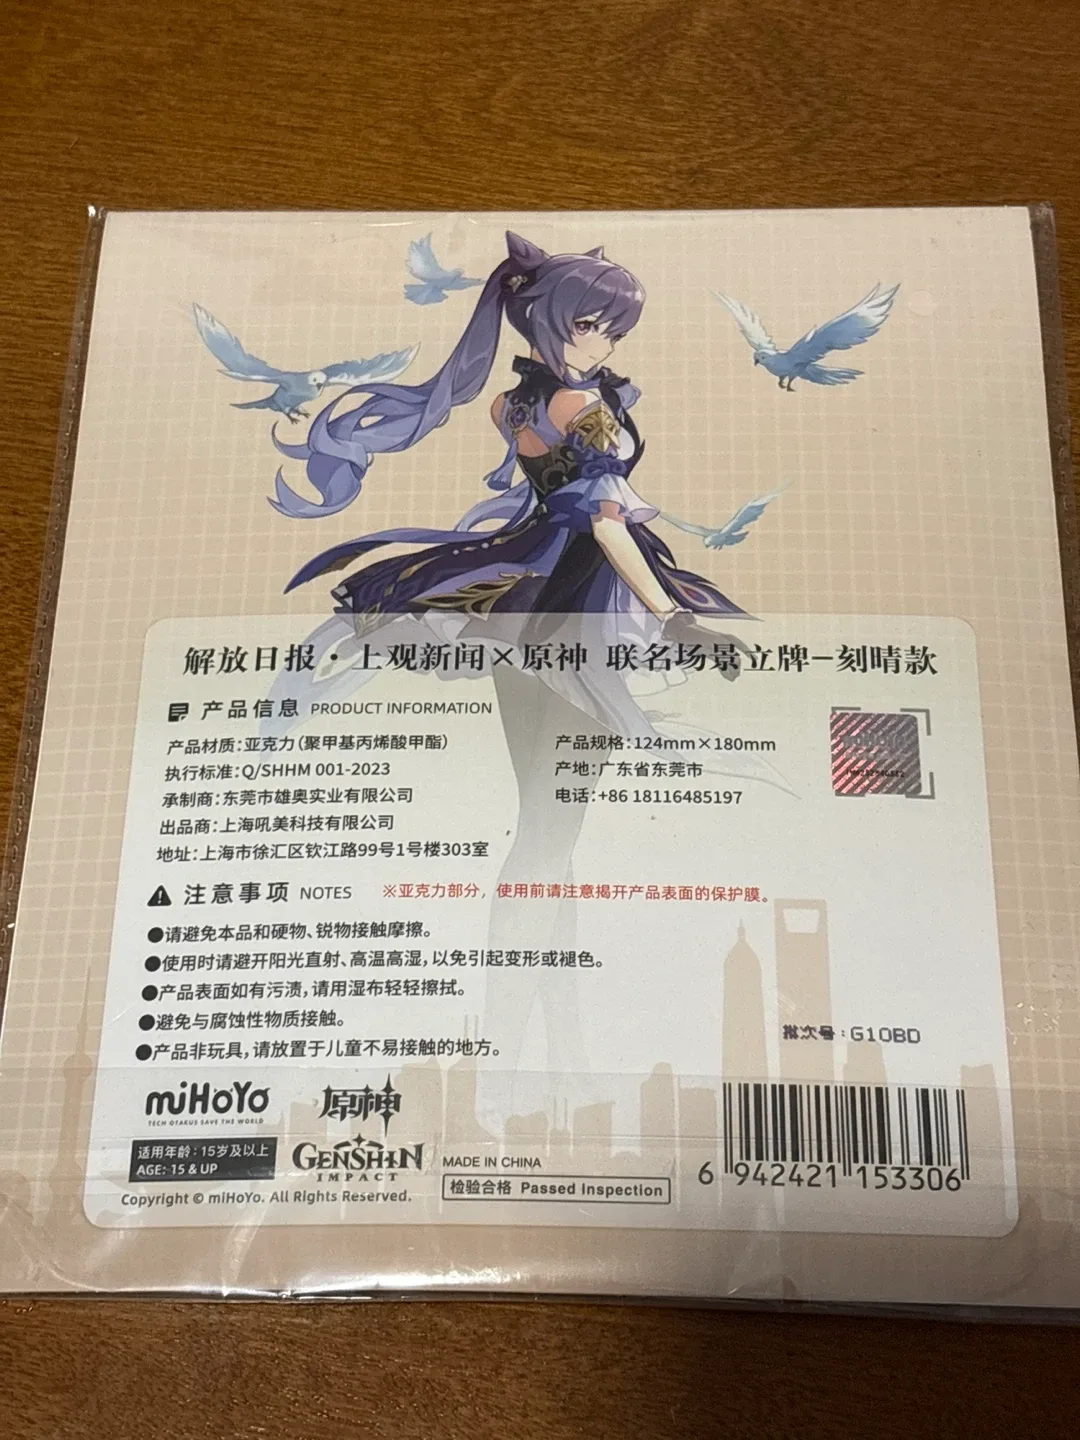 解放日报·上观新闻×原神 联名场景立牌-刻晴款
产品信息 PRODUCT INFORMATION
产品材质:亚克力(聚甲基丙烯酸甲酯)
执行标准:Q/SHHM 001-2023
承制商:东莞市雄奥实业有限公司
出品商:上海吼美科技有限公司
地址:上海市徐汇区钦江路99号1号楼303室
产品规格:124mm×180mm
产地:广东省东莞市
电话:+86 18116485197
注意事项 NOTES ※亚克力部分，使用前请注意揭开产品表面的保护膜。
●请避免本品和硬物、锐物接触摩擦。
●使用时请避开阳光直射、高温高湿,以免引起变形或褪色。
●产品表面如有污渍,请用湿布轻轻擦拭。
●避免与腐蚀性物质接触。
●产品非玩具,请放置于儿童不易接触的地方。
批次号:G10BD
miHoYo
TECH OTAKUS SAVE THE WORLD
原神
GENSHIN
IMPACT
适用年龄:15岁及以上
AGE: 15 & UP
Copyright © miHoYo. All Rights Reserved.
MADE IN CHINA
检验合格 Passed Inspection
6 942421 153306